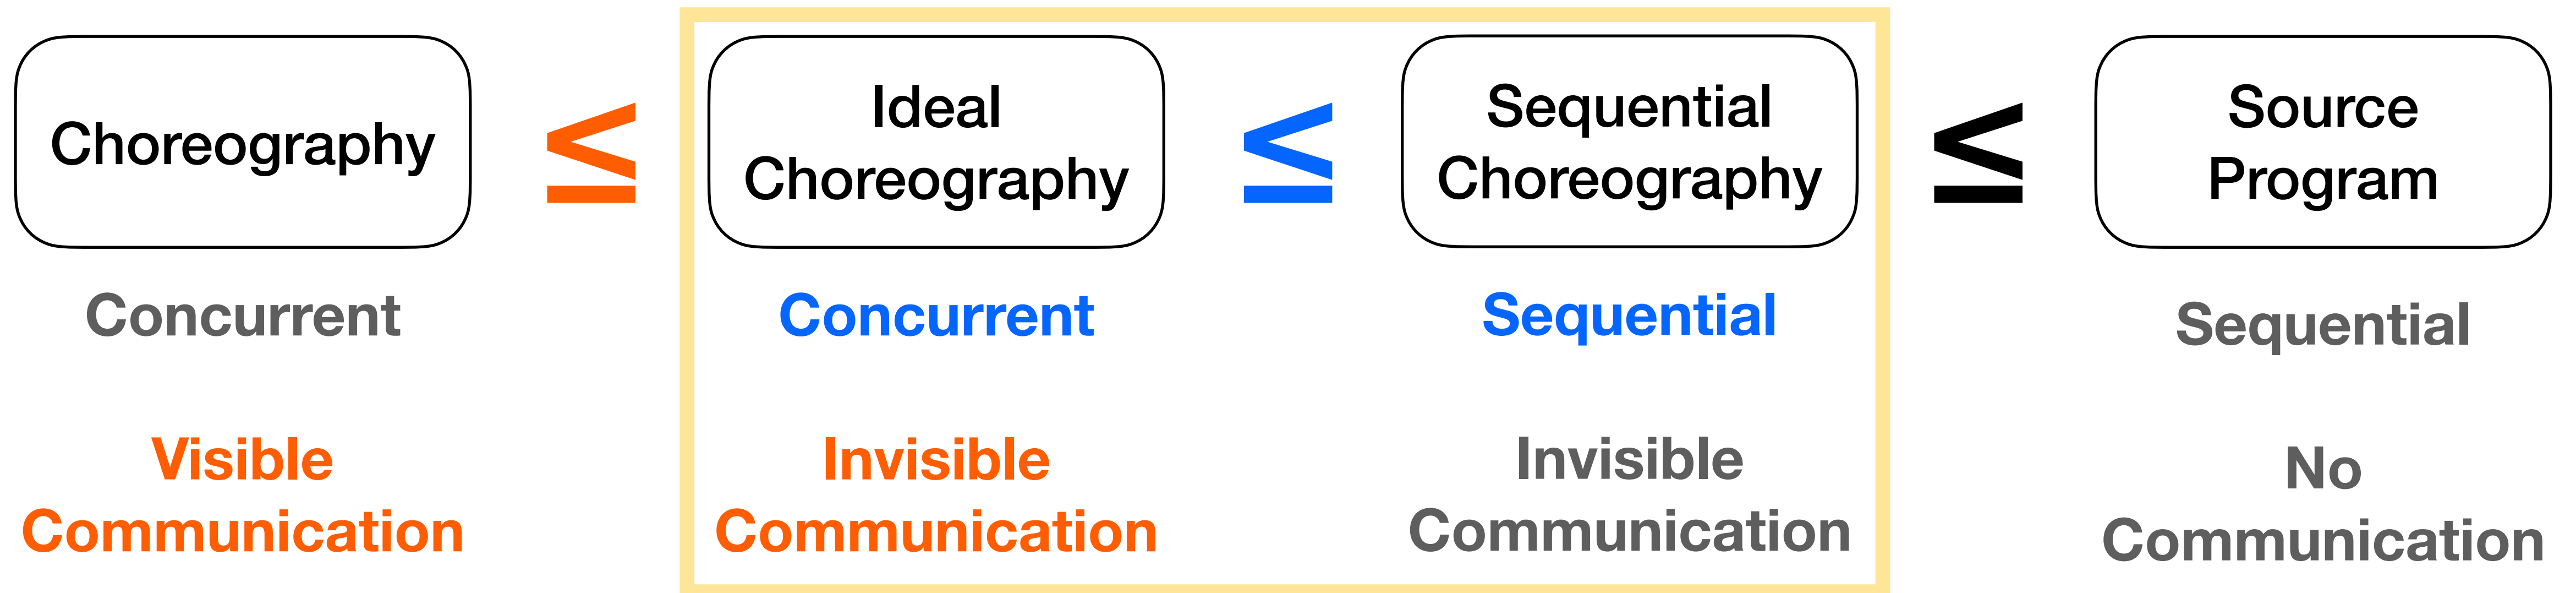 Choreography
≤
Ideal
Choreography
≤
Sequential
Choreography
≤
Source
Program
Concurrent
Concurrent
Sequential
Sequential
Visible
Communication
Invisible
Communication
Invisible
Communication
No
Communication